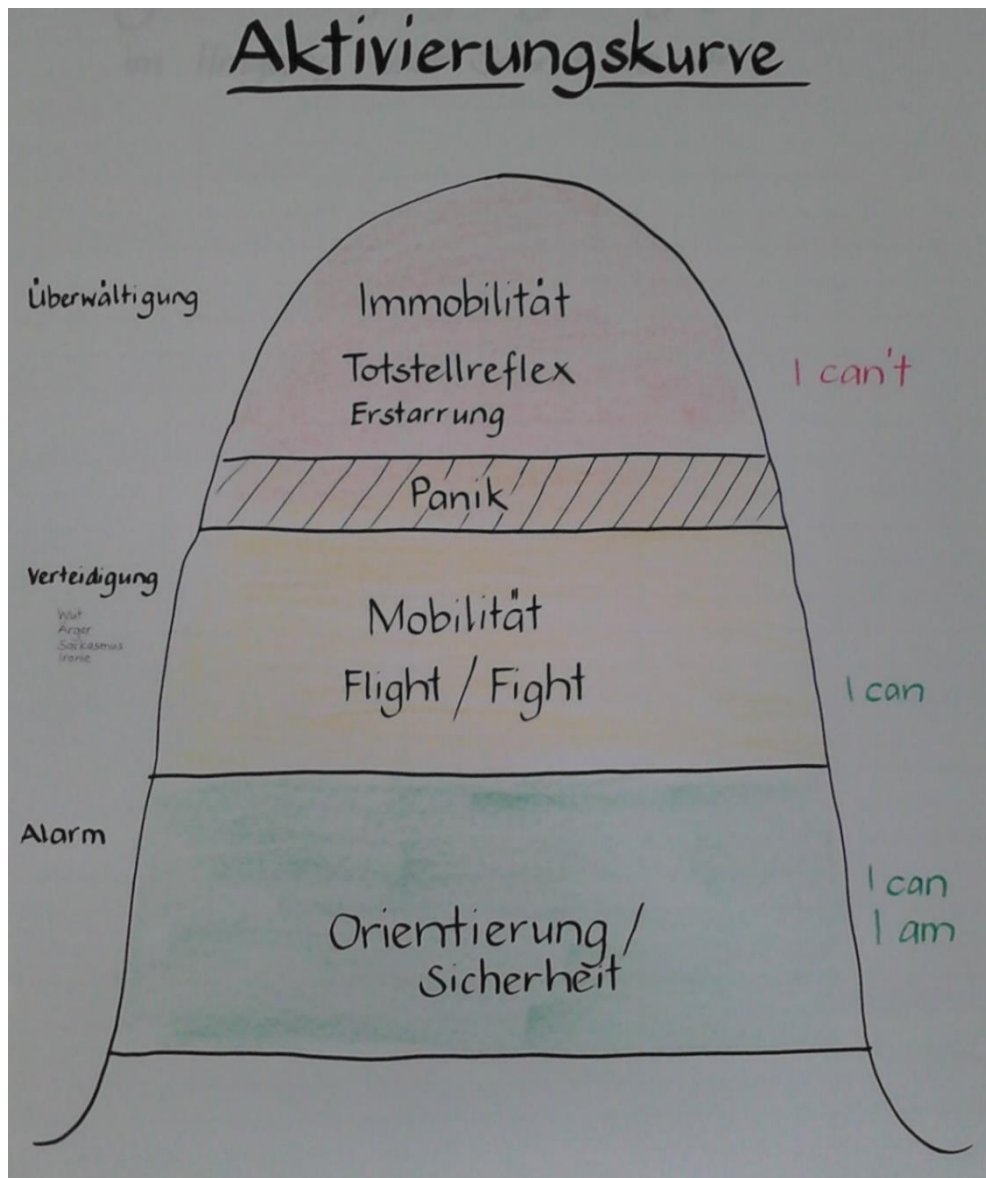 Aktivierungskurve
Überwältigung
Immobilität
Totstellreflex
Erstarrung
I can't
Panik
Verteidigung
Wut
Ärger
Sarkasmus
Ironie
Mobilität
Flight / Fight
I can
Alarm
Orientierung /
Sicherheit
I can
I am